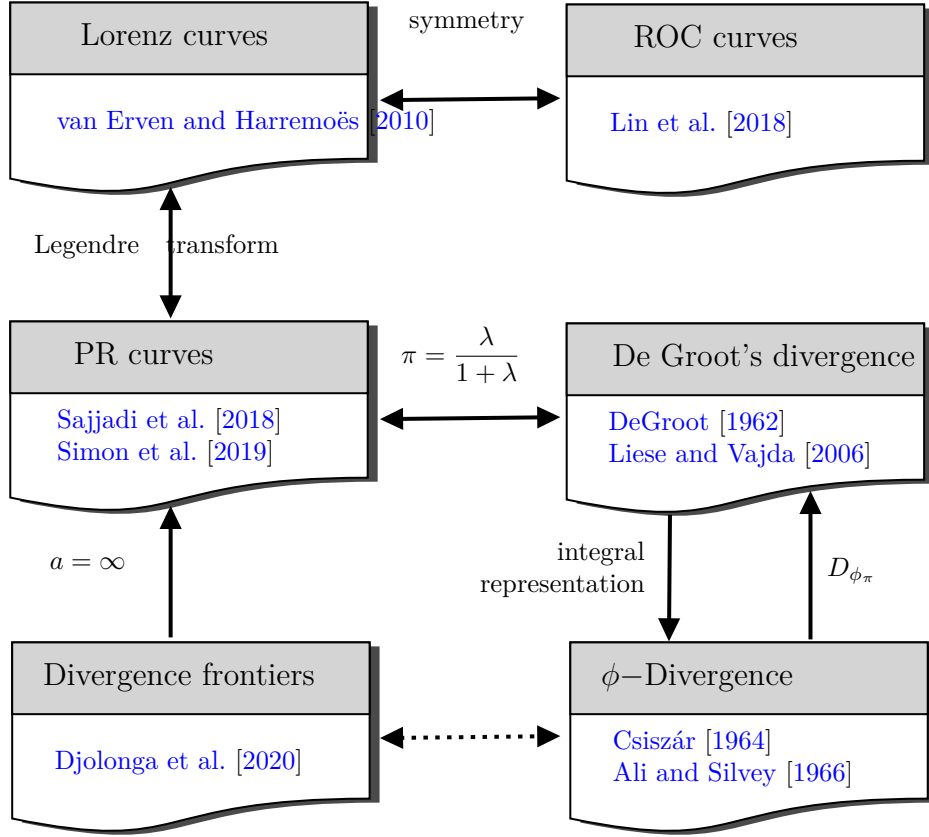 Lorenz curves
symmetry
ROC curves
van Erven and Harremoës [2010]
Lin et al. [2018]
Legendre transform
PR curves
π = λ / 1 + λ
De Groot's divergence
Sajjadi et al. [2018]
Simon et al. [2019]
DeGroot [1962]
Liese and Vajda [2006]
a = ∞
integral
representation
D_{ϕ_π}
Divergence frontiers
ϕ−Divergence
Djolonga et al. [2020]
Csiszár [1964]
Ali and Silvey [1966]